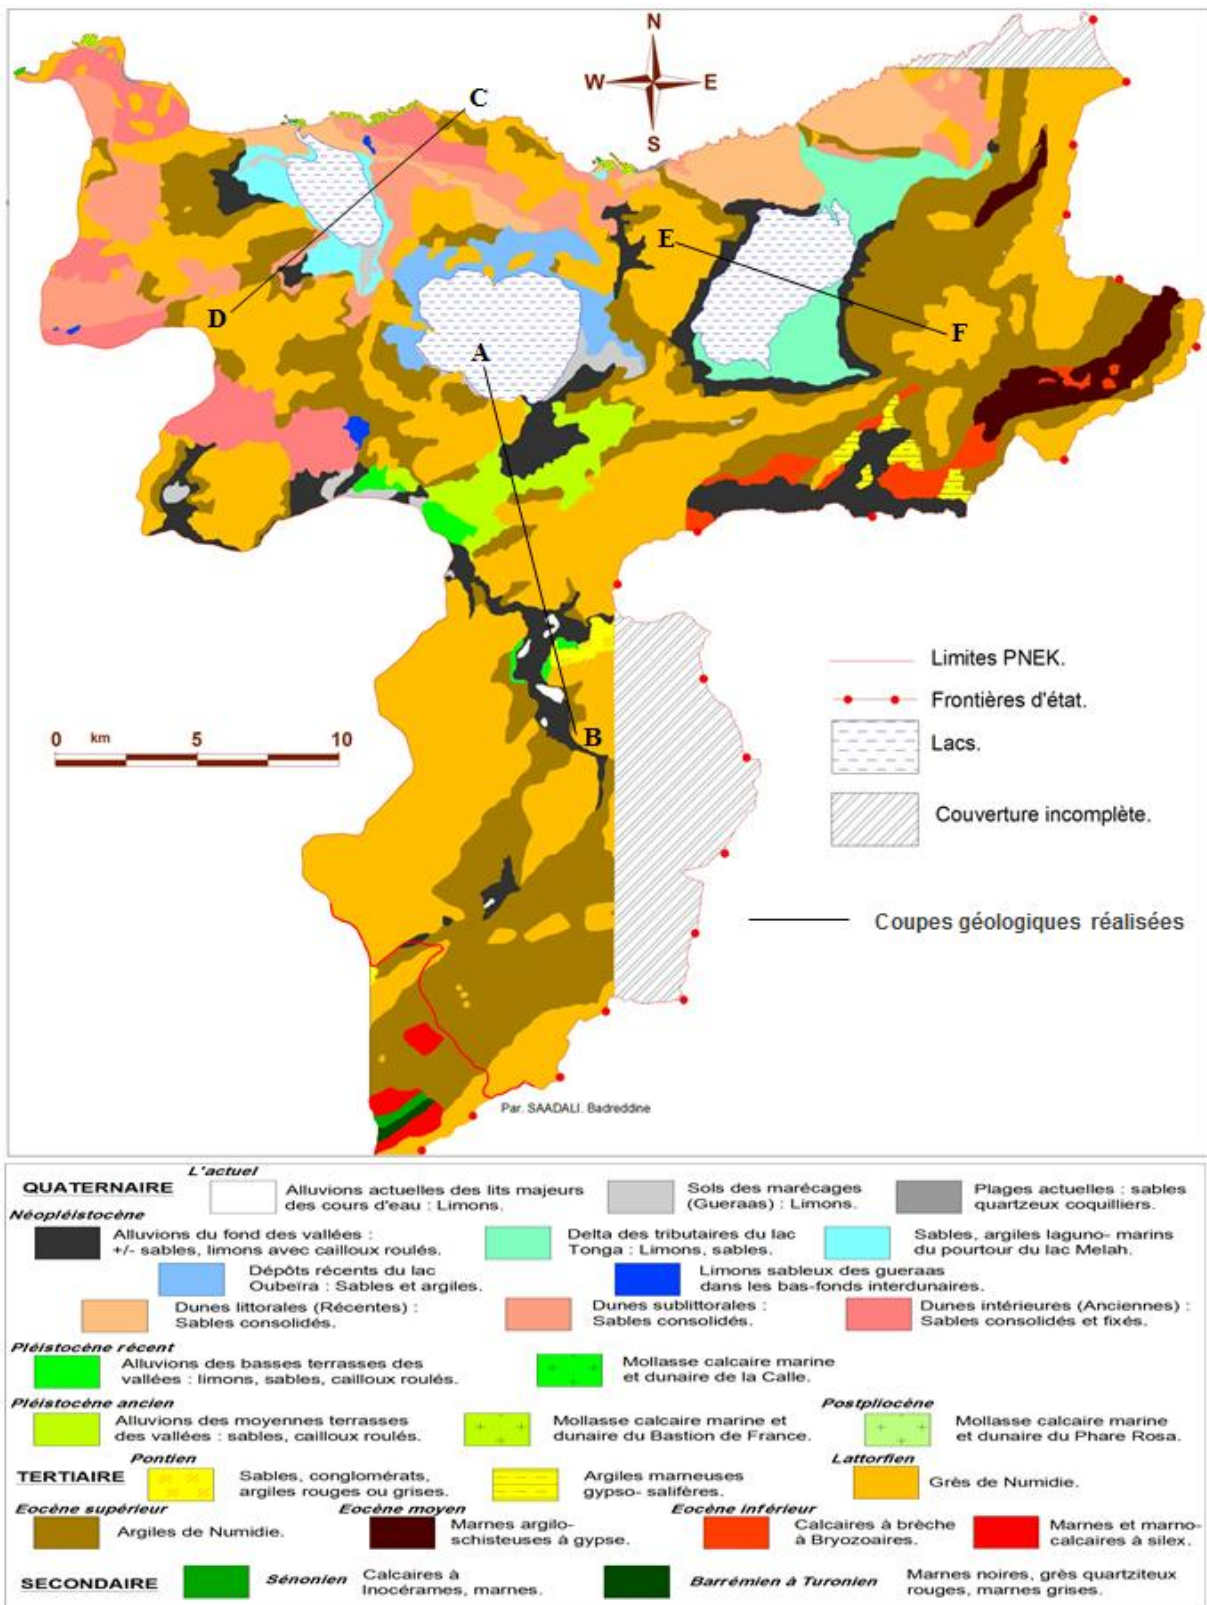 N
W E
S
C
E
D
A
F
B
0 km 5 10
Limites PNEK.
Frontières d'état.
Lacs.
Couverture incomplète.
Coupes géologiques réalisées
Par. SAADALI. Badreddine
L'actuel
QUATERNAIRE
Alluvions actuelles des lits majeurs
des cours d'eau : Limons.
Sols des marécages
(Gueraas) : Limons.
Plages actuelles : sables
quartzeux coquilliers.
Néopléistocène
Alluvions du fond des vallées :
+/- sables, limons avec cailloux roulés.
Delta des tributaires du lac
Tonga : Limons, sables.
Sables, argiles laguno- marins
du pourtour du lac Melah.
Dépôts récents du lac
Oubeïra : Sables et argiles.
Limons sableux des gueraas
dans les bas-fonds interdunaires.
Dunes littorales (Récentes) :
Sables consolidés.
Dunes sublittorales :
Sables consolidés.
Dunes intérieures (Anciennes) :
Sables consolidés et fixés.
Pléistocène récent
Alluvions des basses terrasses des
vallées : limons, sables, cailloux roulés.
Mollasse calcaire marine
et dunaire de la Calle.
Pléistocène ancien
Alluvions des moyennes terrasses
des vallées : sables, cailloux roulés.
Mollasse calcaire marine et
dunaire du Bastion de France.
Postpliocène
Mollasse calcaire marine
et dunaire du Phare Rosa.
TERTIAIRE
Pontien
Sables, conglomérats,
argiles rouges ou grises.
Argiles marneuses
gypso- salifères.
Lattorfien
Grès de Numidie.
Eocène supérieur
Argiles de Numidie.
Eocène moyen
Marnes argilo-
schisteuses à gypse.
Eocène inférieur
Calcaires à brèche
à Bryozoaires.
Marnes et marno-
calcaires à silex.
SECONDAIRE
Sénonien
Calcaires à
Inocérames, marnes.
Barrémien à Turonien
Marnes noires, grès quartziteux
rouges, marnes grises.